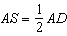 AS = 1/2 AD